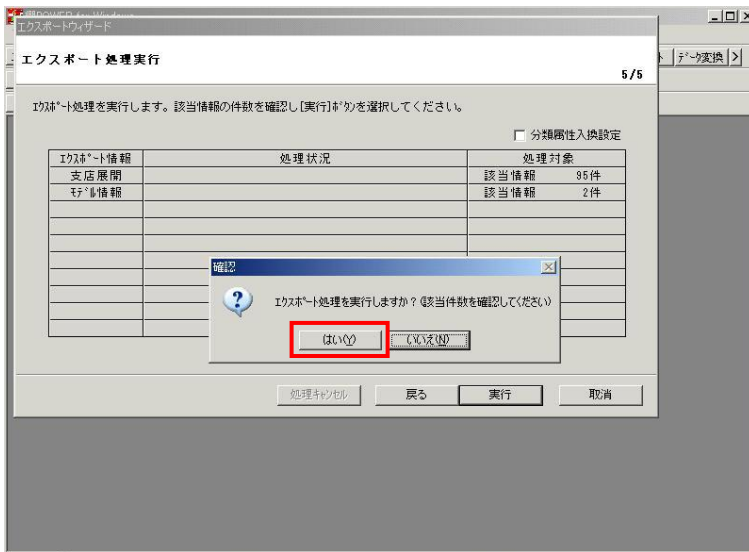 POWER for Windows
エクスポートウィザード
エクスポート処理実行
5/5
データ変換
ｴｸｽﾎﾟｰﾄ処理を実行します。該当情報の件数を確認し[実行]ﾎﾞﾀﾝを選択してください。
分類属性入換設定
ｴｸｽﾎﾟｰﾄ情報 処理状況 処理対象
支店展開 該当情報 95件
ﾓﾃﾞﾙ情報 該当情報 2件
確認
ｴｸｽﾎﾟｰﾄ処理を実行しますか？(該当件数を確認してください)
はい(Y) いいえ(N)
処理ｷｬﾝｾﾙ 戻る 実行 取消